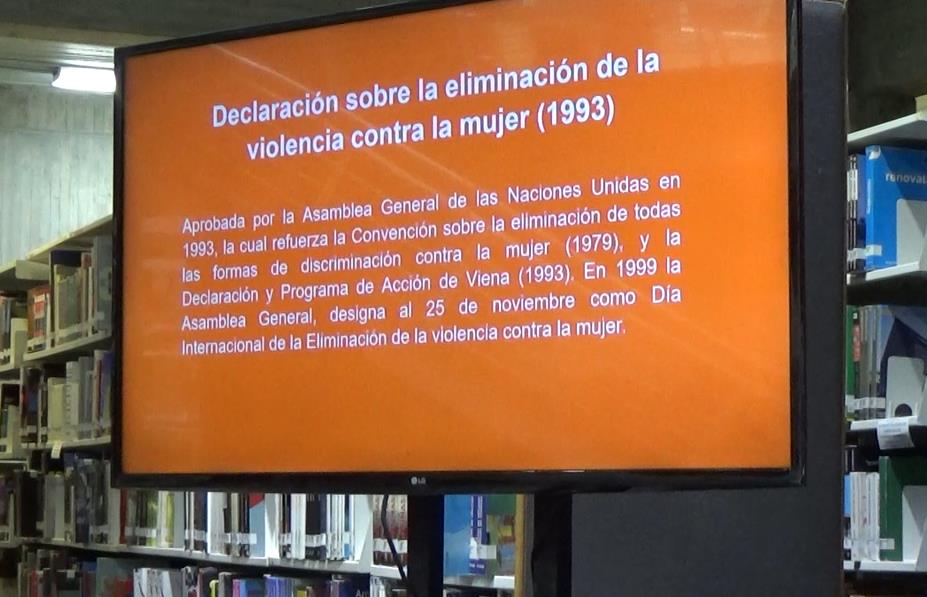 Declaración sobre la eliminación de la
violencia contra la mujer (1993)
Aprobada por la Asamblea General de las Naciones Unidas en
1993, la cual refuerza la Convención sobre la eliminación de todas
las formas de discriminación contra la mujer (1979), y la
Declaración y Programa de Acción de Viena (1993). En 1999 la
Asamblea General, designa al 25 de noviembre como Día
Internacional de la Eliminación de la violencia contra la mujer.
LG